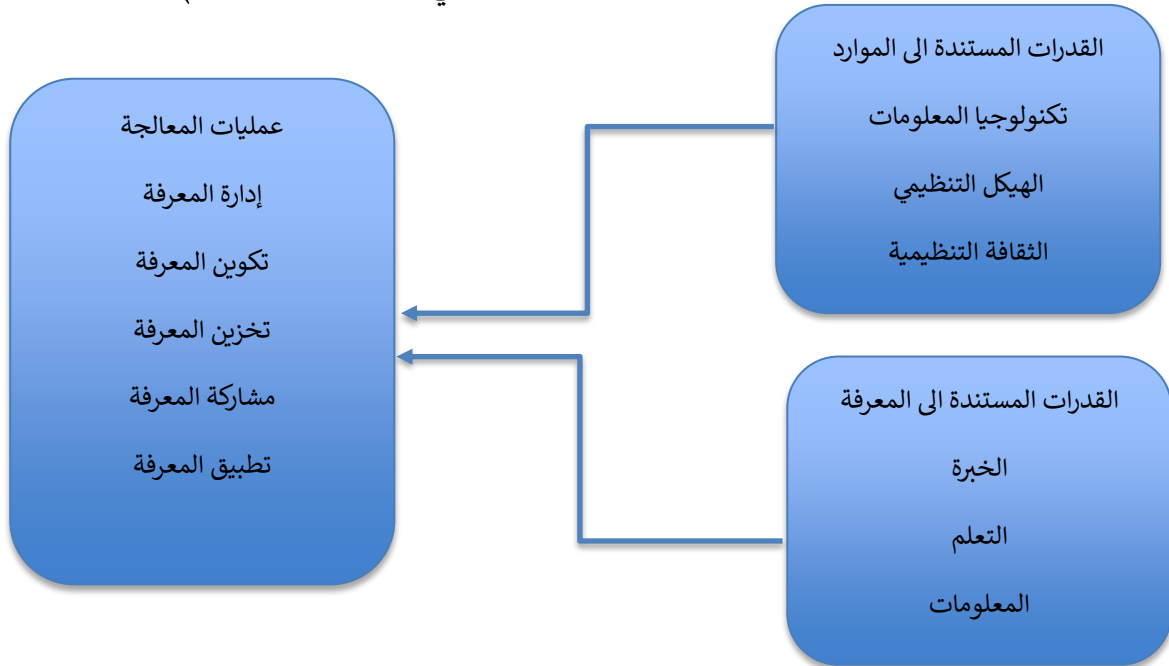 القدرات المستندة الى الموارد
تكنولوجيا المعلومات
الهيكل التنظيمي
الثقافة التنظيمية
عمليات المعالجة
إدارة المعرفة
تكوين المعرفة
تخزين المعرفة
مشاركة المعرفة
تطبيق المعرفة
القدرات المستندة الى المعرفة
الخبرة
التعلم
المعلومات